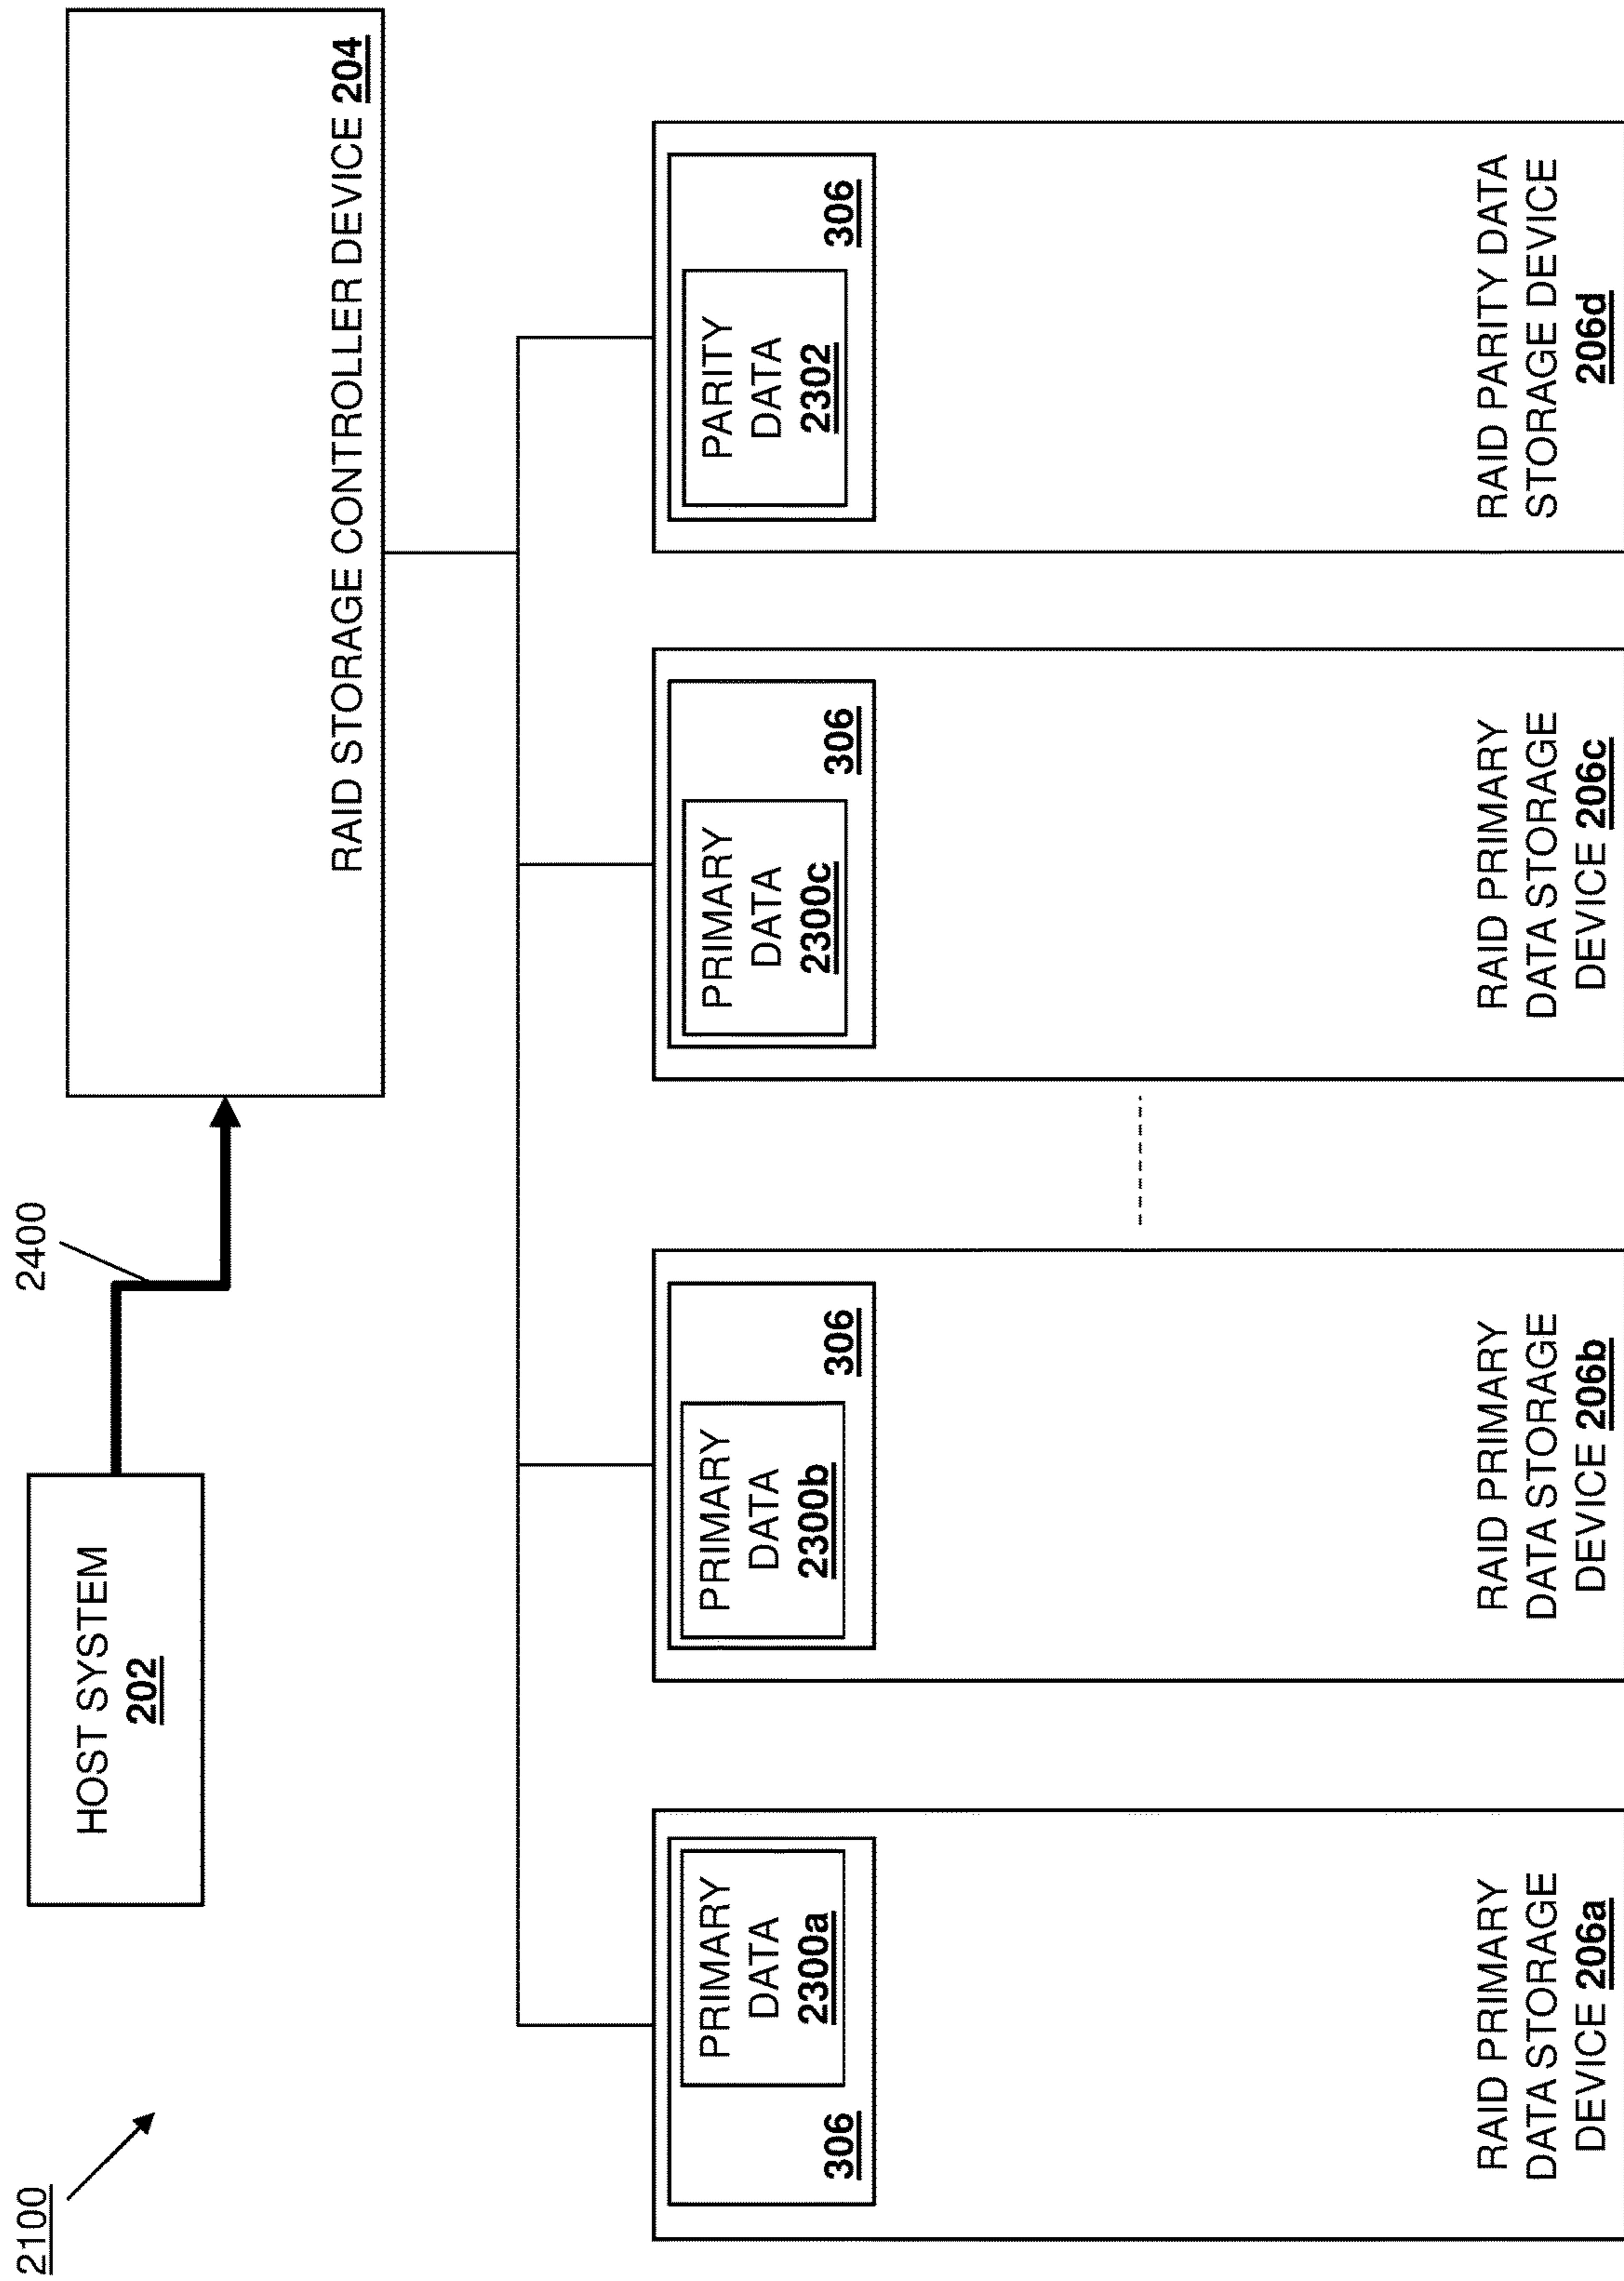 2100
2400
HOST SYSTEM
202
RAID STORAGE CONTROLLER DEVICE 204
PRIMARY
DATA
2300a
306
RAID PRIMARY
DATA STORAGE
DEVICE 206a
PRIMARY
DATA
2300b
306
RAID PRIMARY
DATA STORAGE
DEVICE 206b
PRIMARY
DATA
2300c
306
RAID PRIMARY
DATA STORAGE
DEVICE 206c
PARITY
DATA
2302
306
RAID PARITY DATA
STORAGE DEVICE
206d